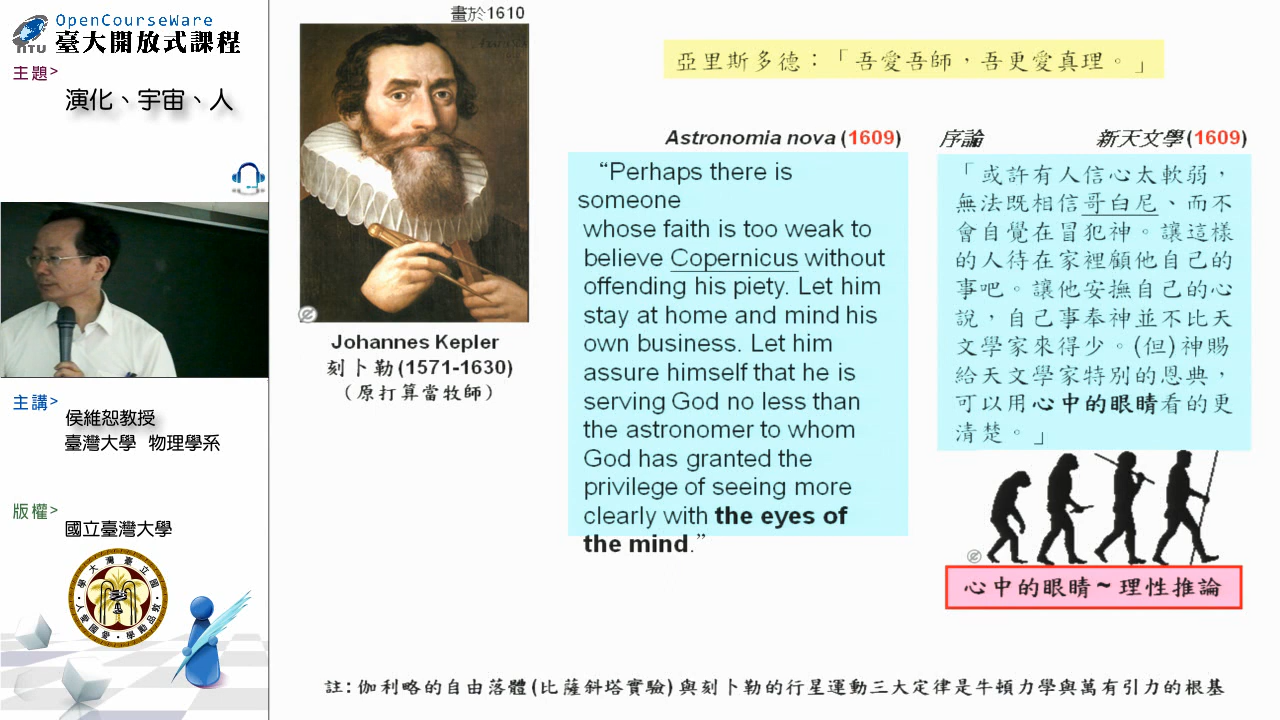 OpenCourseWare
NTU
臺大開放式課程
主題>
演化、宇宙、人
主講>
侯維恕教授
臺灣大學 物理學系
版權>
國立臺灣大學
畫於1610
Johannes Kepler
刻卜勒(1571-1630)
（原打算當牧師）
亞里斯多德：「吾愛吾師，吾更愛真理。」
Astronomia nova (1609)
“Perhaps there is
someone
whose faith is too weak to
believe Copernicus without
offending his piety. Let him
stay at home and mind his
own business. Let him
assure himself that he is
serving God no less than
the astronomer to whom
God has granted the
privilege of seeing more
clearly with the eyes of
the mind.”
序論 新天文學(1609)
「或許有人信心太軟弱，
無法既相信哥白尼、而不
會自覺在冒犯神。讓這樣
的人待在家裡顧他自己的
事吧。讓他安撫自己的心
說，自己事奉神並不比天
文學家來得少。(但)神賜
給天文學家特別的恩典，
可以用心中的眼睛看的更
清楚。」
心中的眼睛~理性推論
註:伽利略的自由落體(比薩斜塔實驗)與刻卜勒的行星運動三大定律是牛頓力學與萬有引力的根基